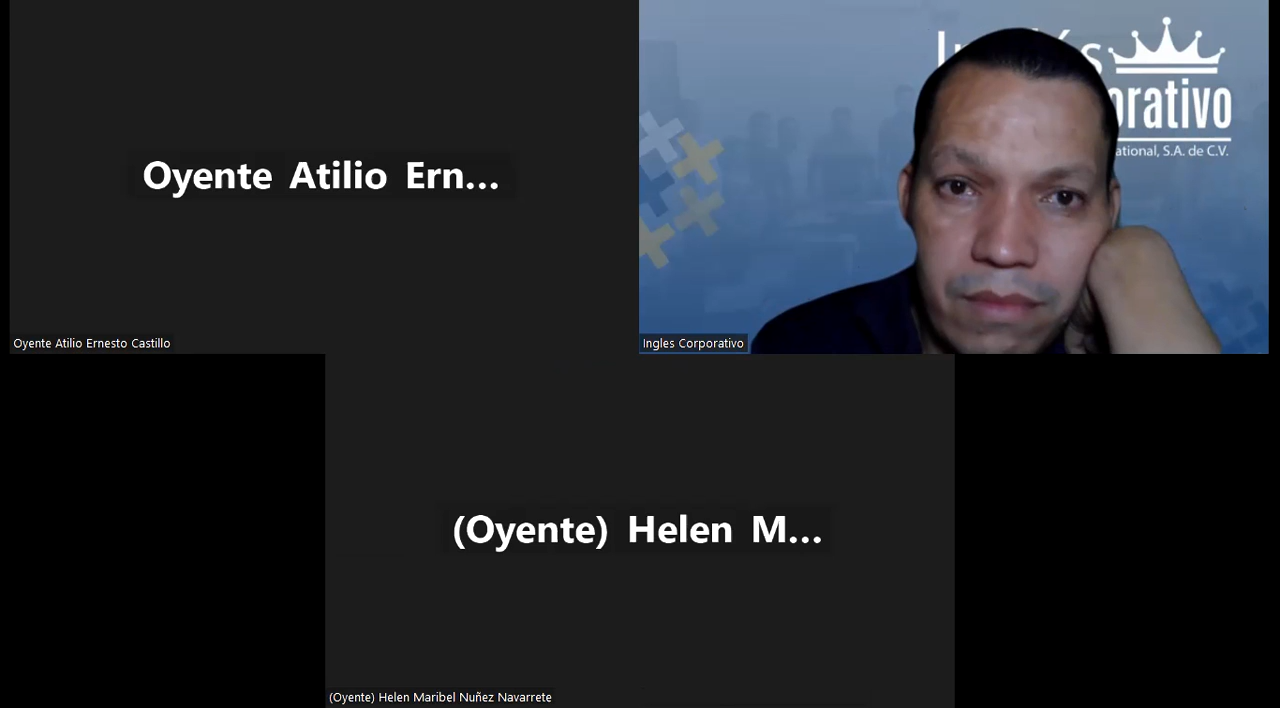 Oyente Atilio Ern...
Oyente Atilio Ernesto Castillo
orativo
ational, S.A. de C.V.
Ingles Corporativo
(Oyente) Helen M...
(Oyente) Helen Maribel Nuñez Navarrete